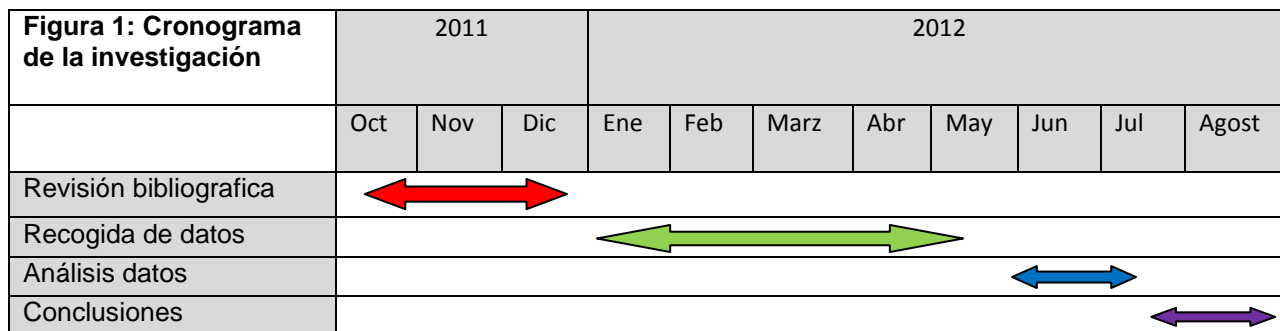 Figura 1: Cronograma
de la investigación
2011
2012
Oct Nov Dic Ene Feb Marz Abr May Jun Jul Agost
Revisión bibliografica
Recogida de datos
Análisis datos
Conclusiones